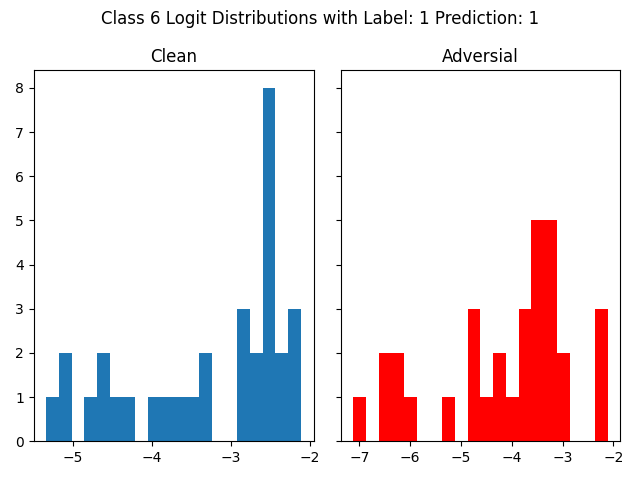 Class 6 Logit Distributions with Label: 1 Prediction: 1
Clean
Adversial
8
7
6
5
4
3
2
1
0
−5 −4 −3 −2
−7 −6 −5 −4 −3 −2